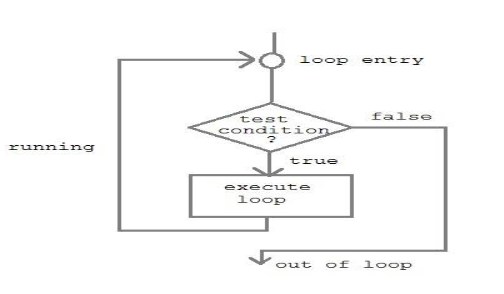 loop entry
test
condition
?
false
running
true
execute
loop
out of loop